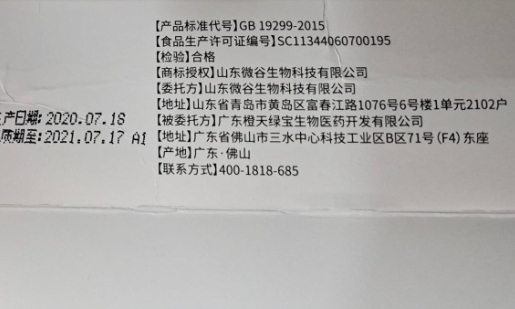 【产品标准代号】GB 19299-2015
【食品生产许可证编号】SC11344060700195
【检验】合格
【商标授权】山东微谷生物科技有限公司
【委托方】山东微谷生物科技有限公司
【地址】山东省青岛市黄岛区富春江路1076号6号楼1单元2102户
【被委托方】广东橙天绿宝生物医药开发有限公司
【地址】广东省佛山市三水中心科技工业区B区71号(F4)东座
【产地】广东·佛山
【联系方式】400-1818-685
产日期:2020.07.18
质期至:2021.07.17 A1